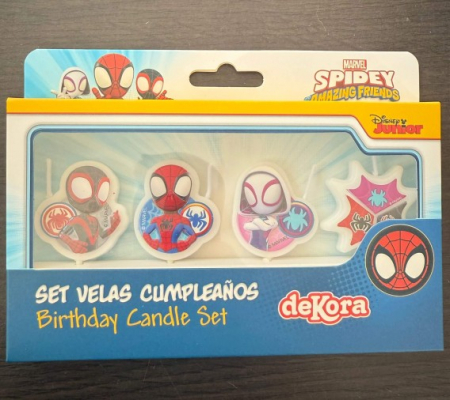 MARVEL
SPIDEY
AMAZING FRIENDS
Disney
Junior
SET VELAS CUMPLEAÑOS
Birthday Candle Set
deKora